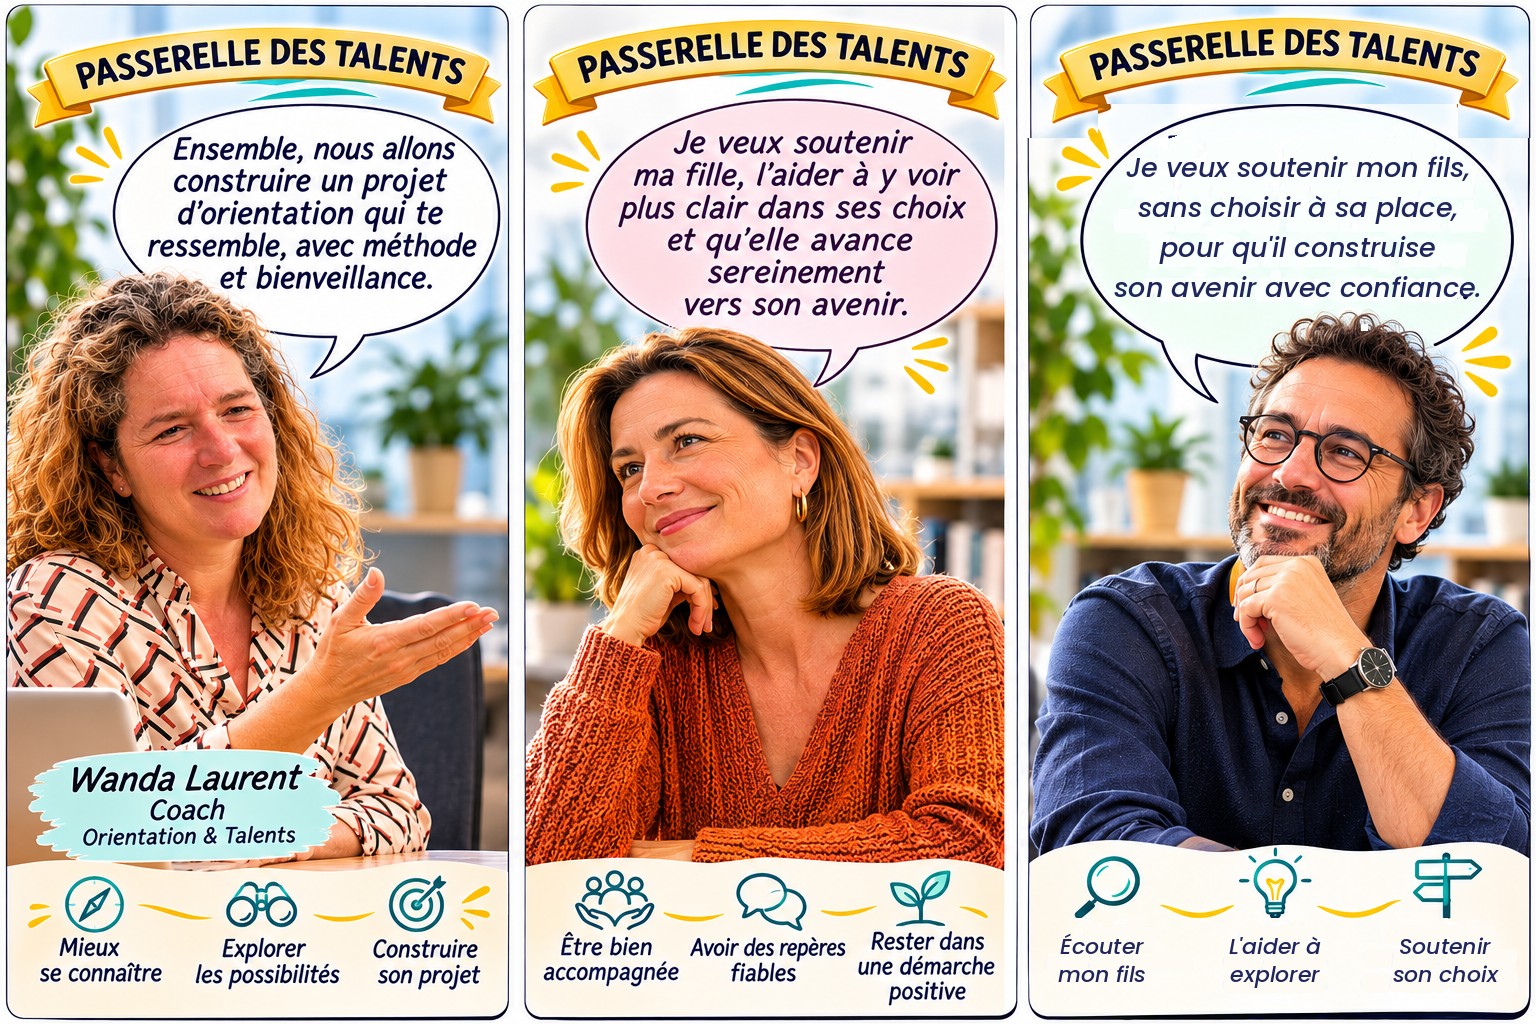 PASSERELLE DES TALENTS
Ensemble, nous allons
construire un projet
d'orientation qui te
ressemble, avec méthode
et bienveillance.
Wanda Laurent
Coach
Orientation & Talents
Mieux
se connaître
Explorer
les possibilités
Construire
son projet
PASSERELLE DES TALENTS
Je veux soutenir
ma fille, l'aider à y voir
plus clair dans ses choix
et qu'elle avance
sereinement
vers son avenir.
Être bien
accompagnée
Avoir des repères
fiables
Rester dans
une démarche
positive
PASSERELLE DES TALENTS
Je veux soutenir mon fils,
sans choisir à sa place,
pour qu'il construise
son avenir avec confiance.
Écouter
mon fils
L'aider à
explorer
Soutenir
son choix